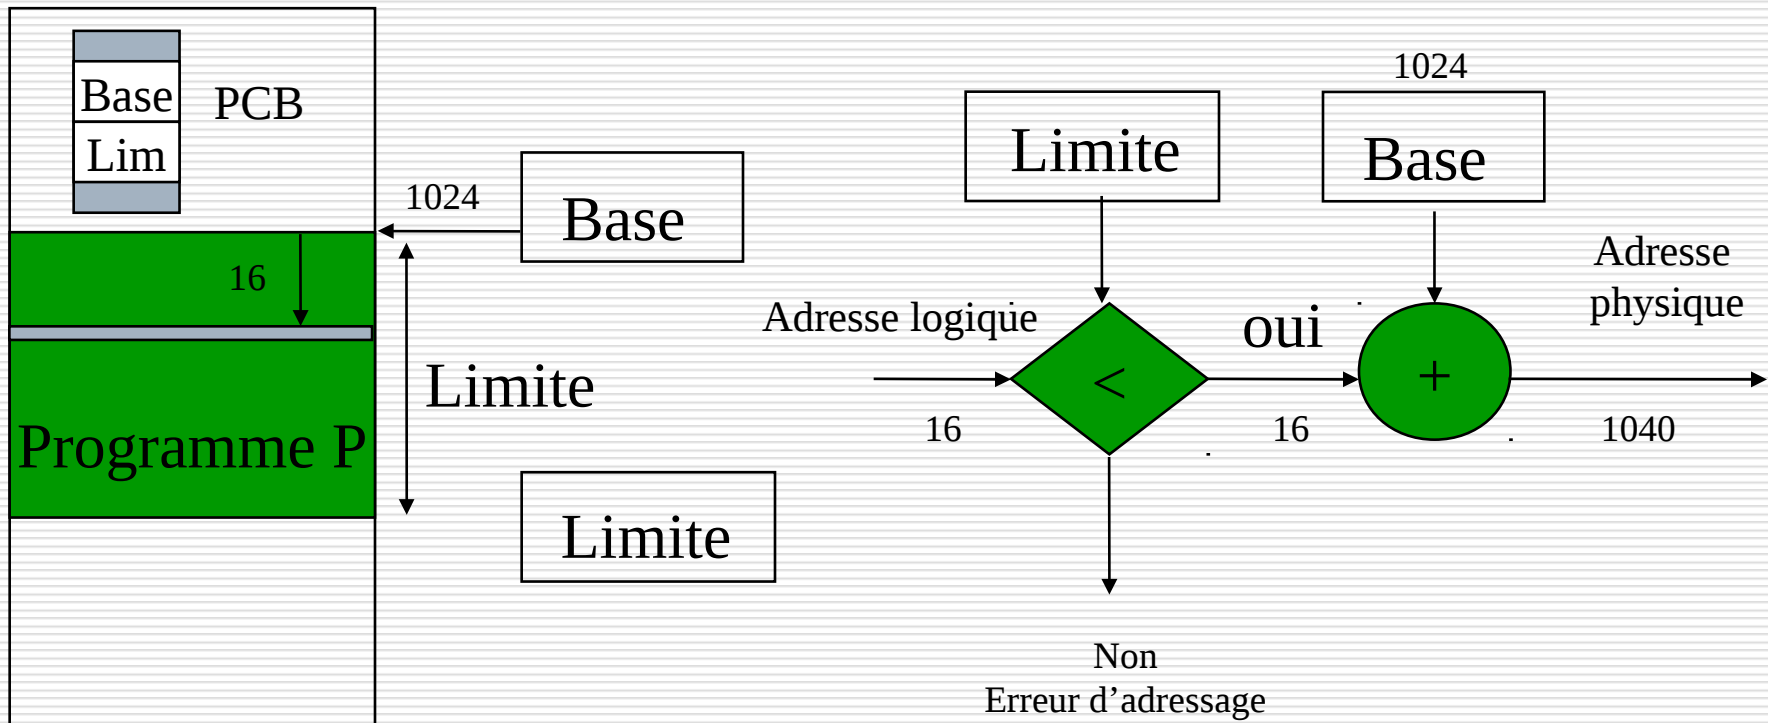 Base
PCB
Lim
1024
Base
16
Limite
Programme P
Limite
1024
Limite
Base
Adresse
physique
Adresse logique
oui
<
+
16
16
1040
Non
Erreur d’adressage